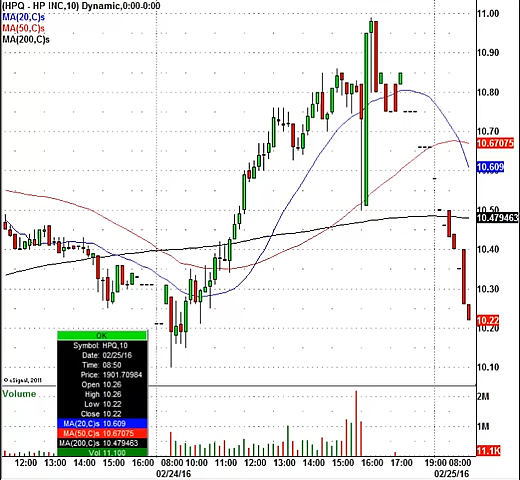 (HPQ - HP INC,10) Dynamic,0:00-0:00
MA(20,C)s
MA(50,C)s
MA(200,C)s
11.00
10.90
10.80
10.70
10.67075
10.609
10.50
10.479463
10.40
10.30
10.22
10.20
10.10
© eSignal, 2011
OK
Symbol: HPQ,10
Date: 02/25/16
Time: 08:50
Price: 1901.70984
Open 10.26
High 10.26
Low 10.22
Close 10.22
MA(20,C)s 10.609
MA(50,C)s 10.67075
MA(200,C)s 10.479463
Vol 11,100
Volume
2M
1M
11.1K
12:00 13:00 14:00 15:00 16:00 08:00 10:00 11:00 12:00 13:00 14:00 15:00 16:00 17:00 19:00 08:00
02/24/16 02/25/16